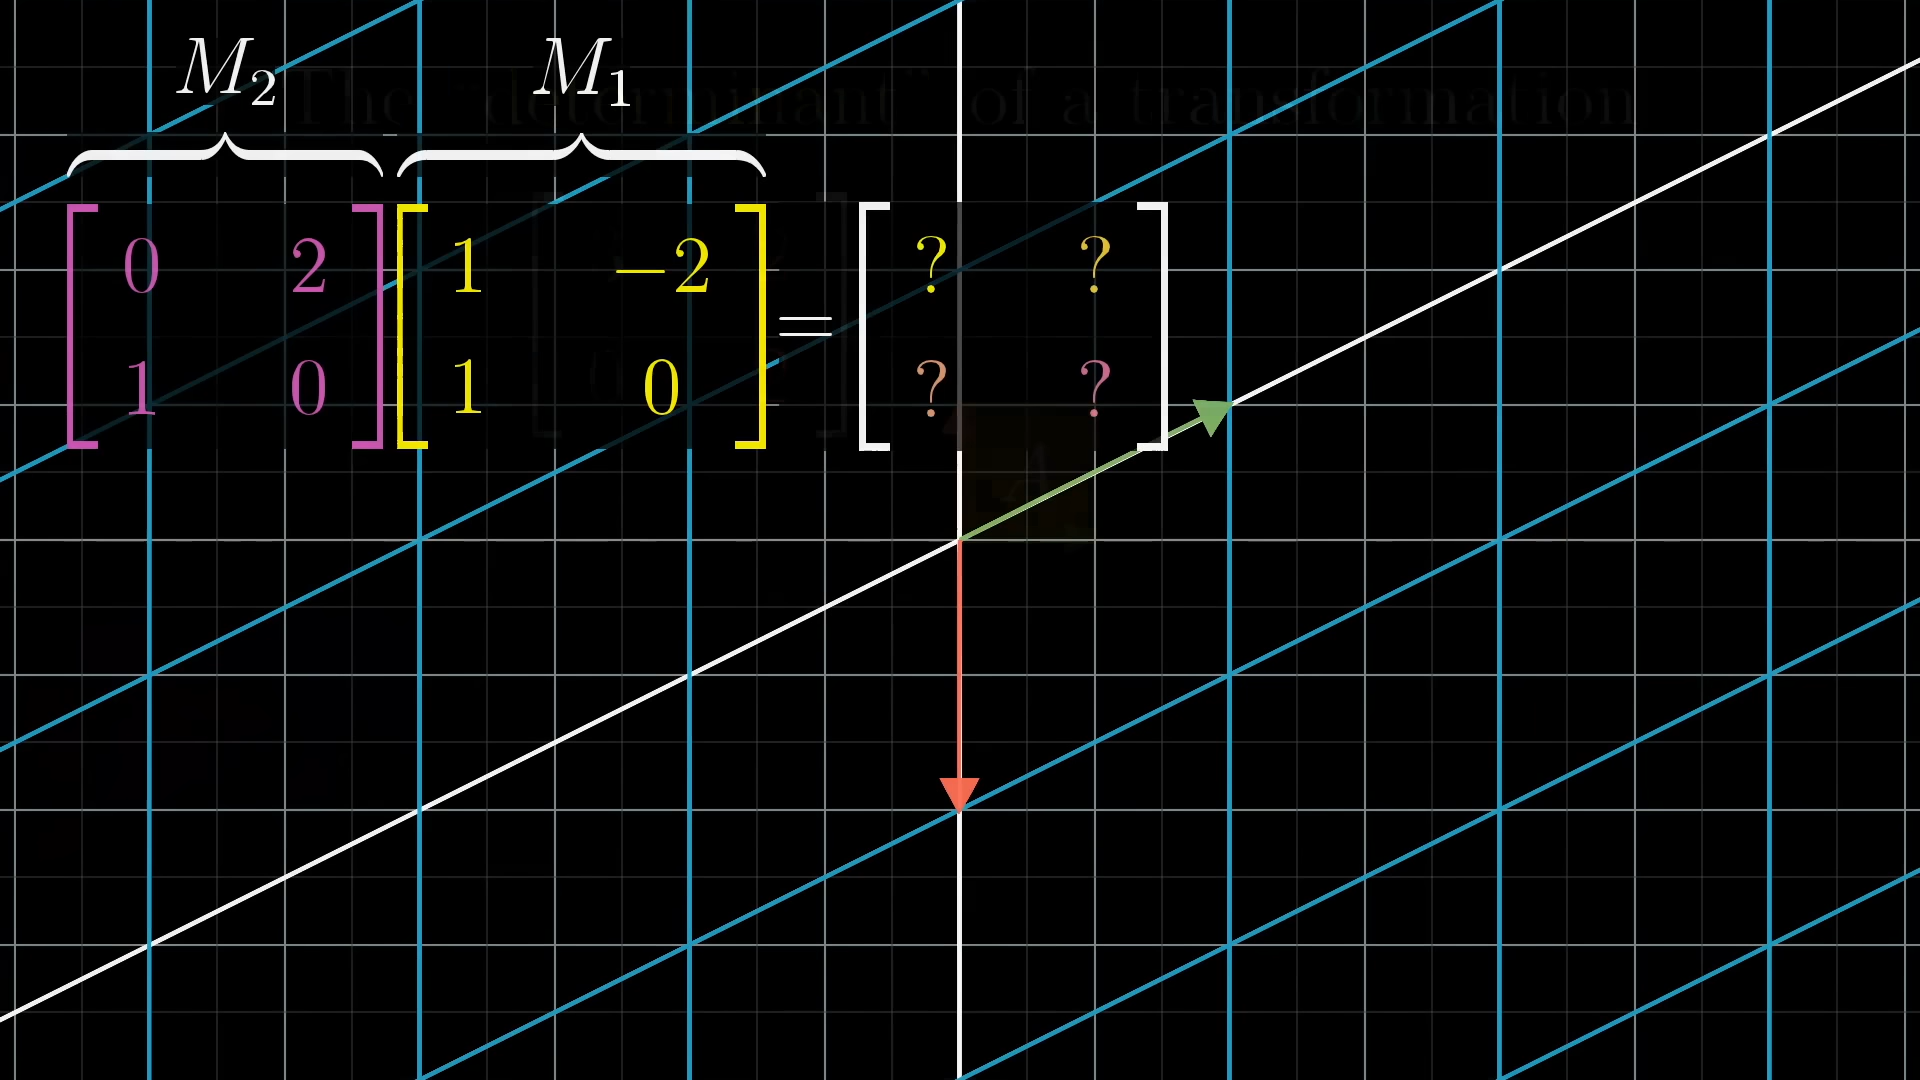 M₂ M₁
The "determinant" of a transformation
[0 2] [1 −2] = [? ?]
[1 0] [1 0] [? ?]
A